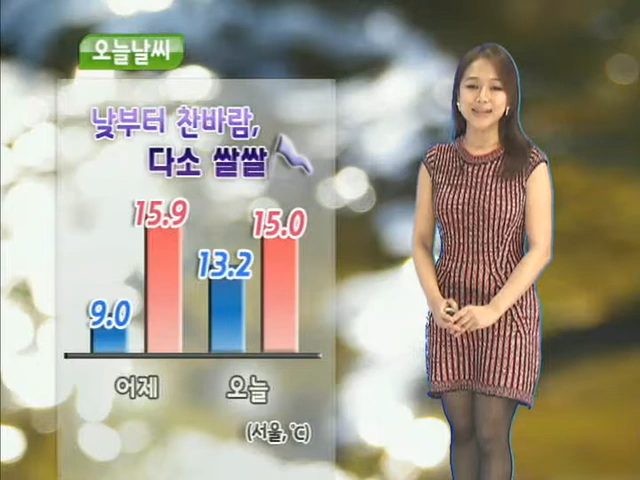 오늘날씨
낮부터 찬바람,
다소 쌀쌀
9.0 15.9 13.2 15.0
어제 오늘
(서울, ℃)